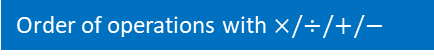 Order of operations with ×/÷/+/−